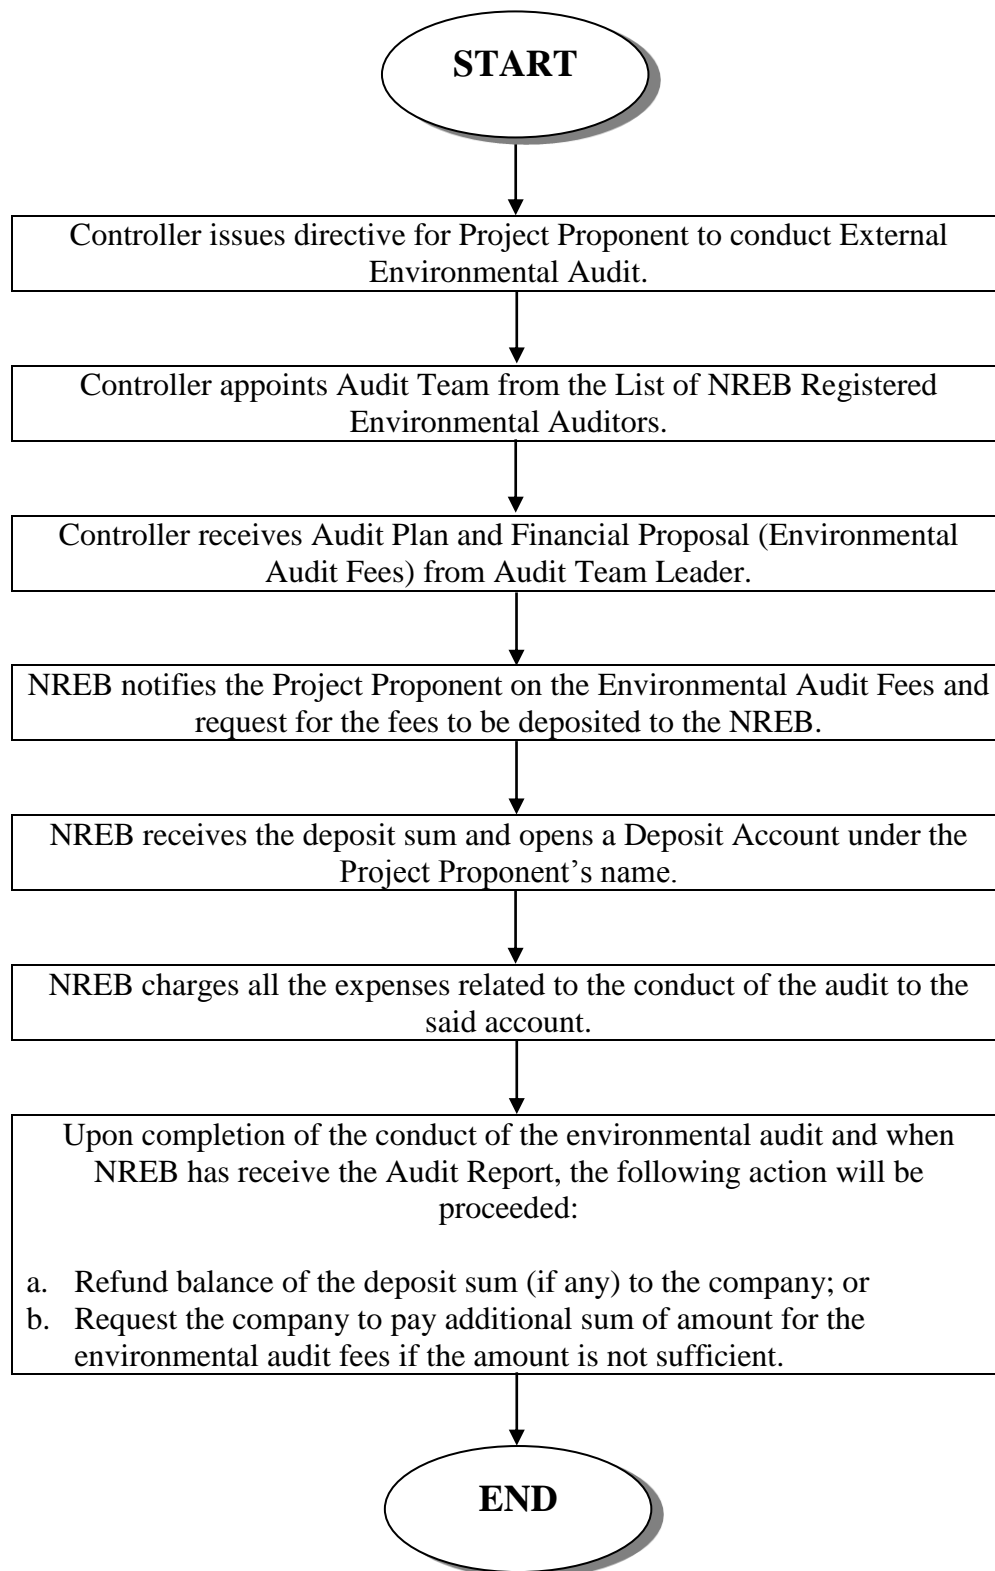 START
Controller issues directive for Project Proponent to conduct External
Environmental Audit.
Controller appoints Audit Team from the List of NREB Registered
Environmental Auditors.
Controller receives Audit Plan and Financial Proposal (Environmental
Audit Fees) from Audit Team Leader.
NREB notifies the Project Proponent on the Environmental Audit Fees and
request for the fees to be deposited to the NREB.
NREB receives the deposit sum and opens a Deposit Account under the
Project Proponent’s name.
NREB charges all the expenses related to the conduct of the audit to the
said account.
Upon completion of the conduct of the environmental audit and when
NREB has receive the Audit Report, the following action will be
proceeded:
a. Refund balance of the deposit sum (if any) to the company; or
b. Request the company to pay additional sum of amount for the
environmental audit fees if the amount is not sufficient.
END